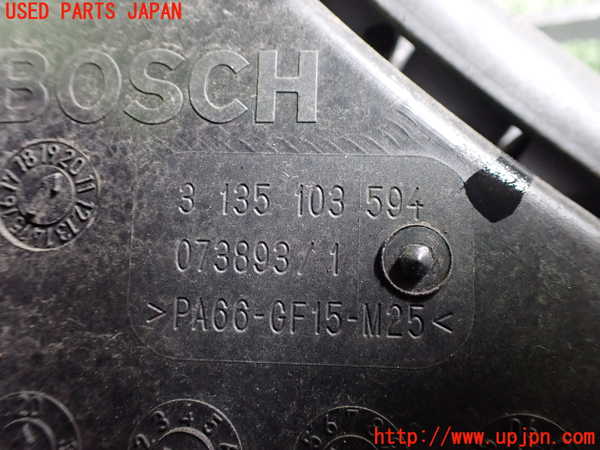 USED PARTS JAPAN
BOSCH
3 135 103 594
073893/1
>PA66-GF15-M25<
http://www.upjpn.com/